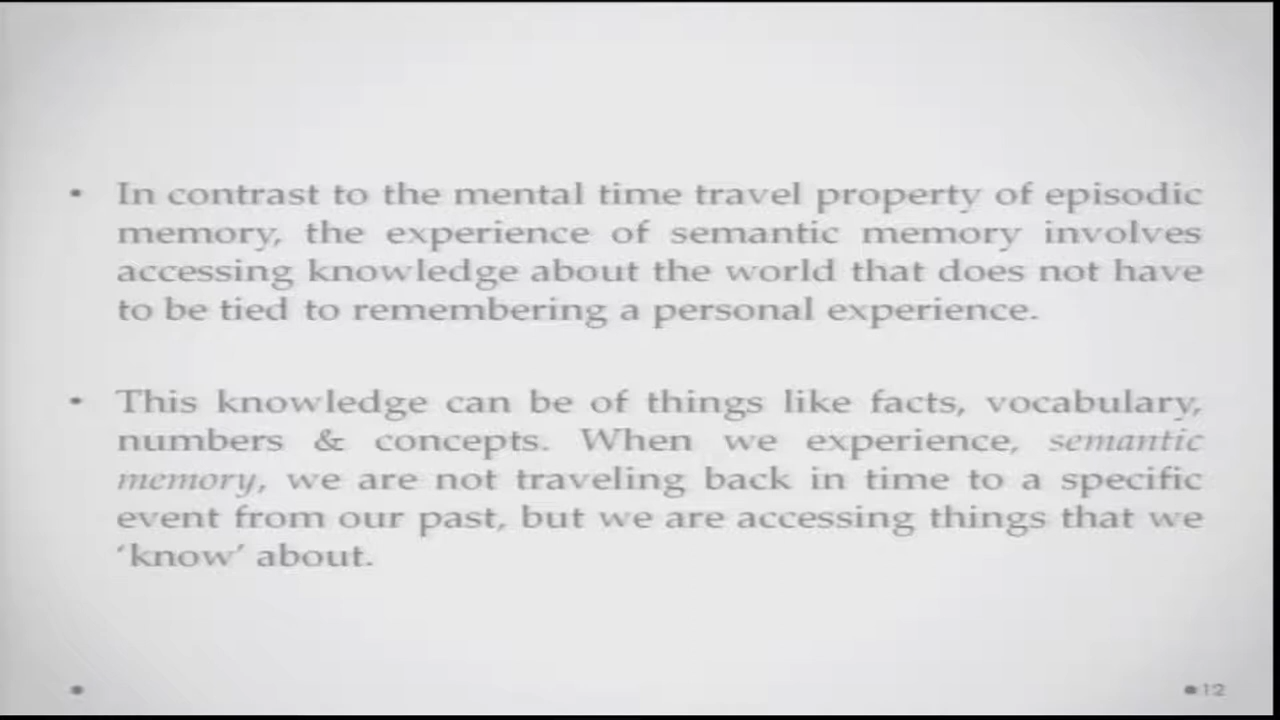 • In contrast to the mental time travel property of episodic
memory, the experience of semantic memory involves
accessing knowledge about the world that does not have
to be tied to remembering a personal experience.
• This knowledge can be of things like facts, vocabulary,
numbers & concepts. When we experience, semantic
memory, we are not traveling back in time to a specific
event from our past, but we are accessing things that we
‘know’ about.
12